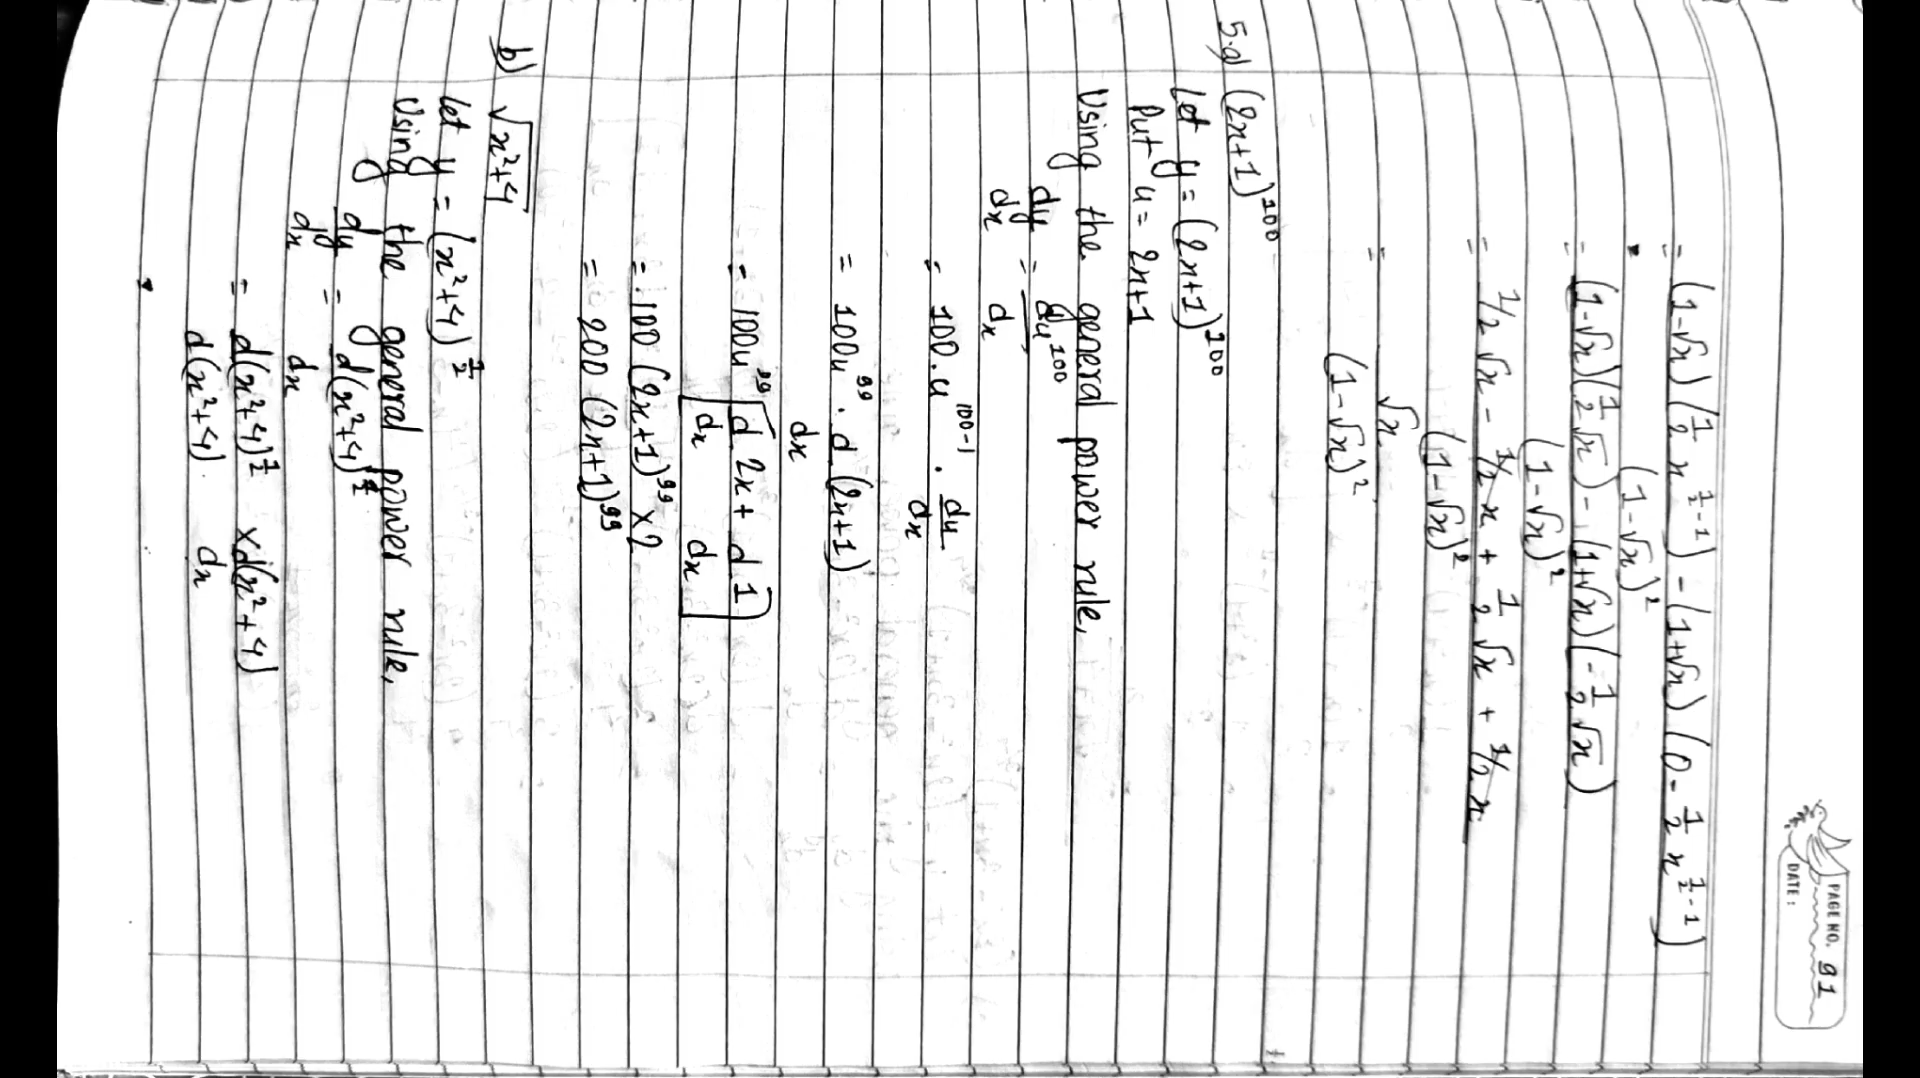 PAGE NO. 91
DATE:
= (1-√x) (1/2 x^(1/2-1)) - (1+√x) (0 - 1/2 x^(1/2-1))
(1-√x)²
= (1-√x)(1/2 √x) - (1+√x)(-1/2 √x)
(1-√x)²
= 1/2 √x - 1/2 x + 1/2 √x + 1/2 x
(1-√x)²
= √x
(1-√x)²
5.a) (2x+1)^100
Let y = (2x+1)^100
Put u = 2x+1
Using the general power rule,
dy/dx = du^100/dx
= 100.u^(100-1) . du/dx
= 100u^99 . d(2x+1)/dx
= 100u^99 [d 2x/dx + d 1/dx]
= 100 (2x+1)^99 x 2
= 200 (2x+1)^99
b) √x²+4
Let y = (x²+4)^1/2
Using the general power rule,
dy/dx = d(x²+4)^1/2/dx
= d(x²+4)^1/2 / d(x²+4) x d(x²+4)/dx